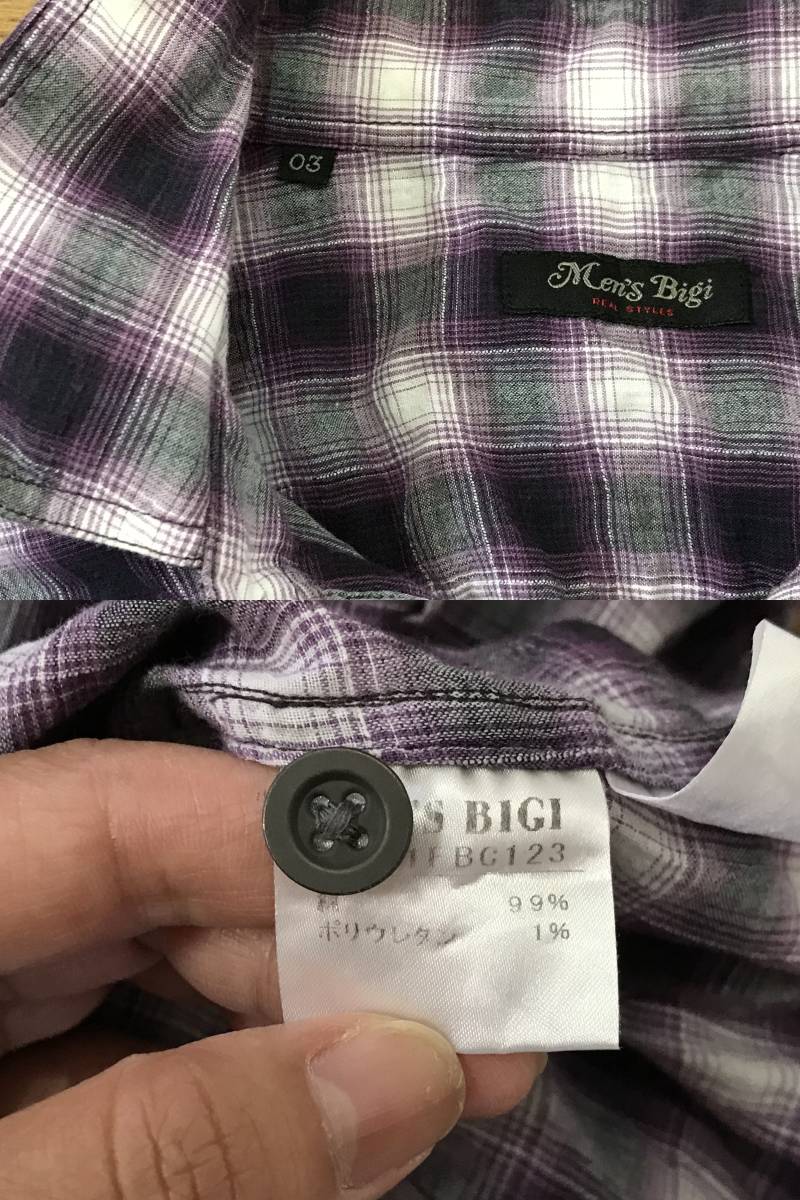 03
Men's Bigi
REAL STYLES
'S BIGI
BC123
綿 99%
ポリウレタン 1%